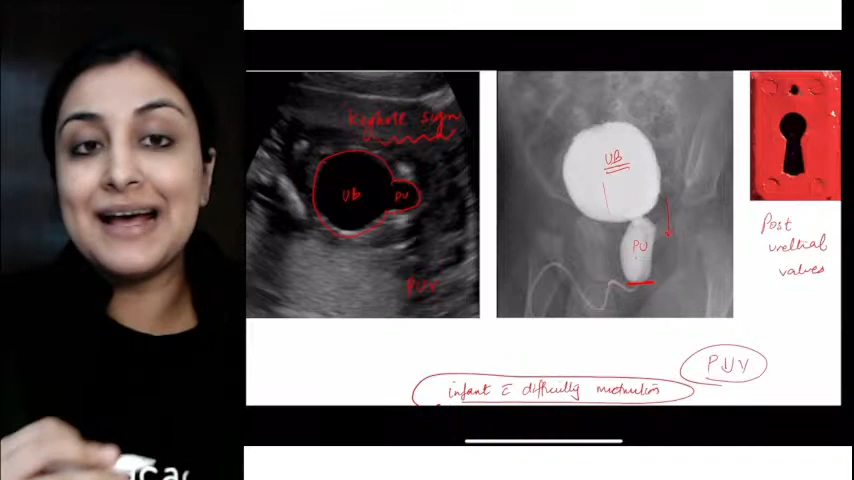 Keyhole sign
UB
PU
PUV
UB
PU
Post
urethral
valves
PUV
infant c̄ difficulty micturition